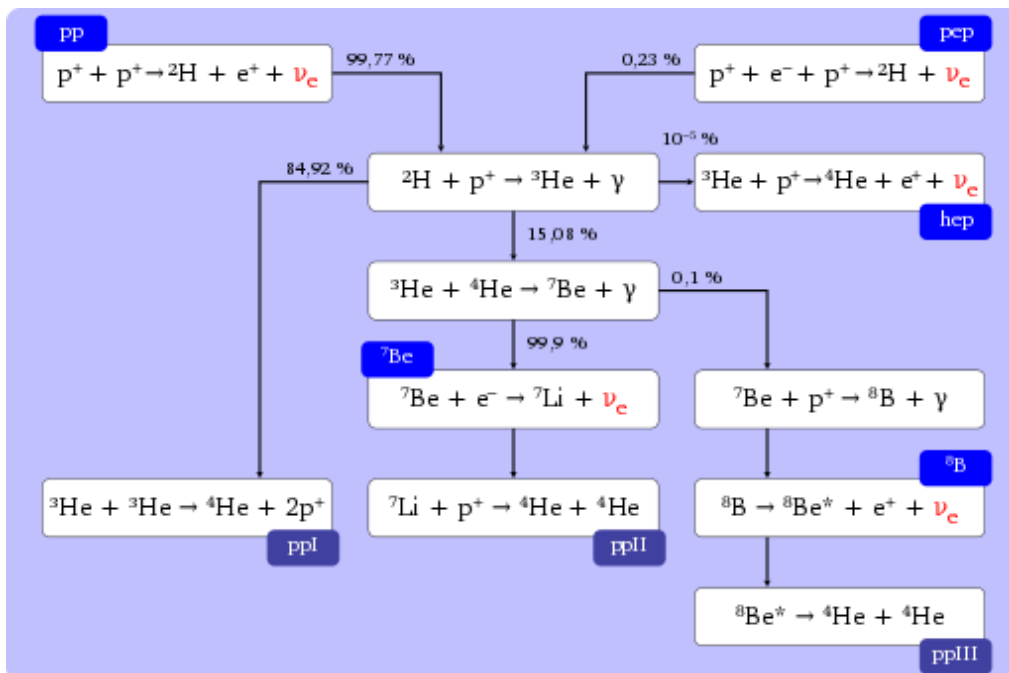 pp
pep
p⁺ + p⁺→²H + e⁺ + νₑ
99,77 %
0,23 %
p⁺ + e⁻ + p⁺→²H + νₑ
10⁻⁵ %
84,92 %
²H + p⁺ → ³He + γ
³He + p⁺→⁴He + e⁺+ νₑ
hep
15,08 %
³He + ⁴He → ⁷Be + γ
0,1 %
99,9 %
⁷Be
⁷Be + e⁻ → ⁷Li + νₑ
⁷Be + p⁺ → ⁸B + γ
⁸B
³He + ³He → ⁴He + 2p⁺
⁷Li + p⁺ → ⁴He + ⁴He
⁸B → ⁸Be* + e⁺ + νₑ
ppI
ppII
⁸Be* → ⁴He + ⁴He
ppIII